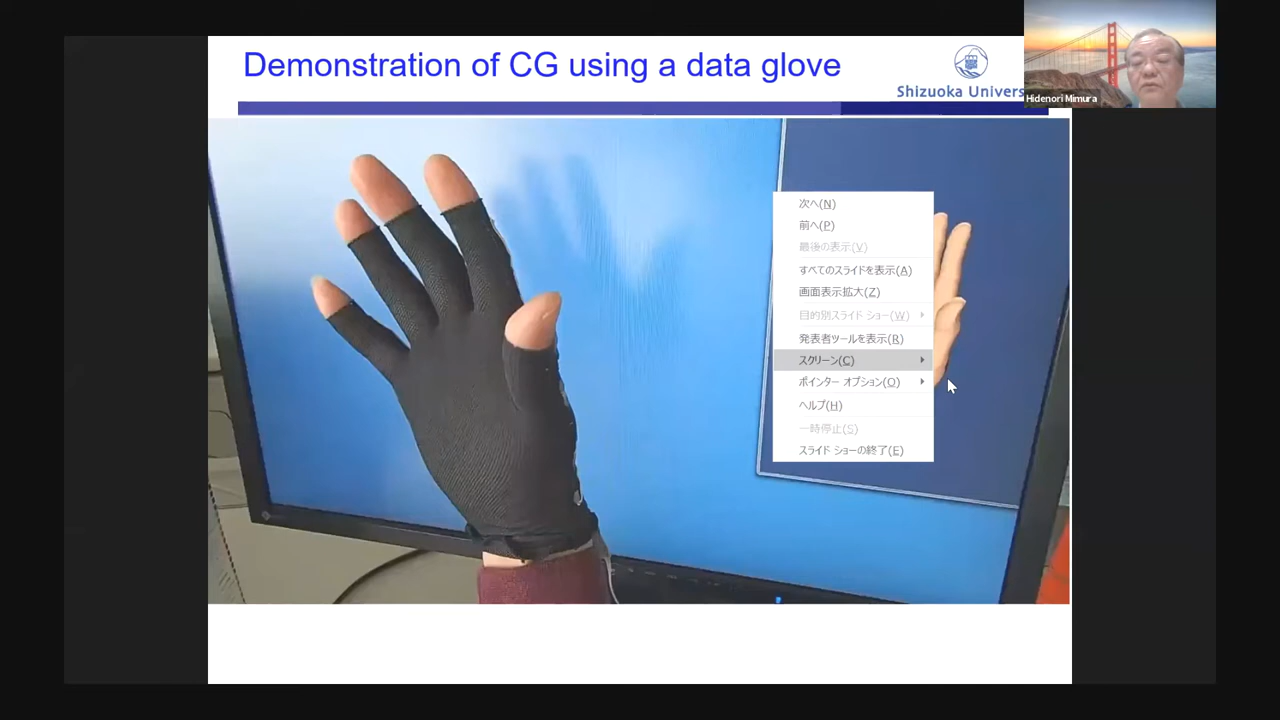 Demonstration of CG using a data glove
Shizuoka Univers
Hidenori Mimura
次へ(N)
前へ(P)
最後の表示(V)
すべてのスライドを表示(A)
画面表示拡大(Z)
目的別スライド ショー(W)
発表者ツールを表示(R)
スクリーン(C)
ポインター オプション(O)
ヘルプ(H)
一時停止(S)
スライド ショーの終了(E)